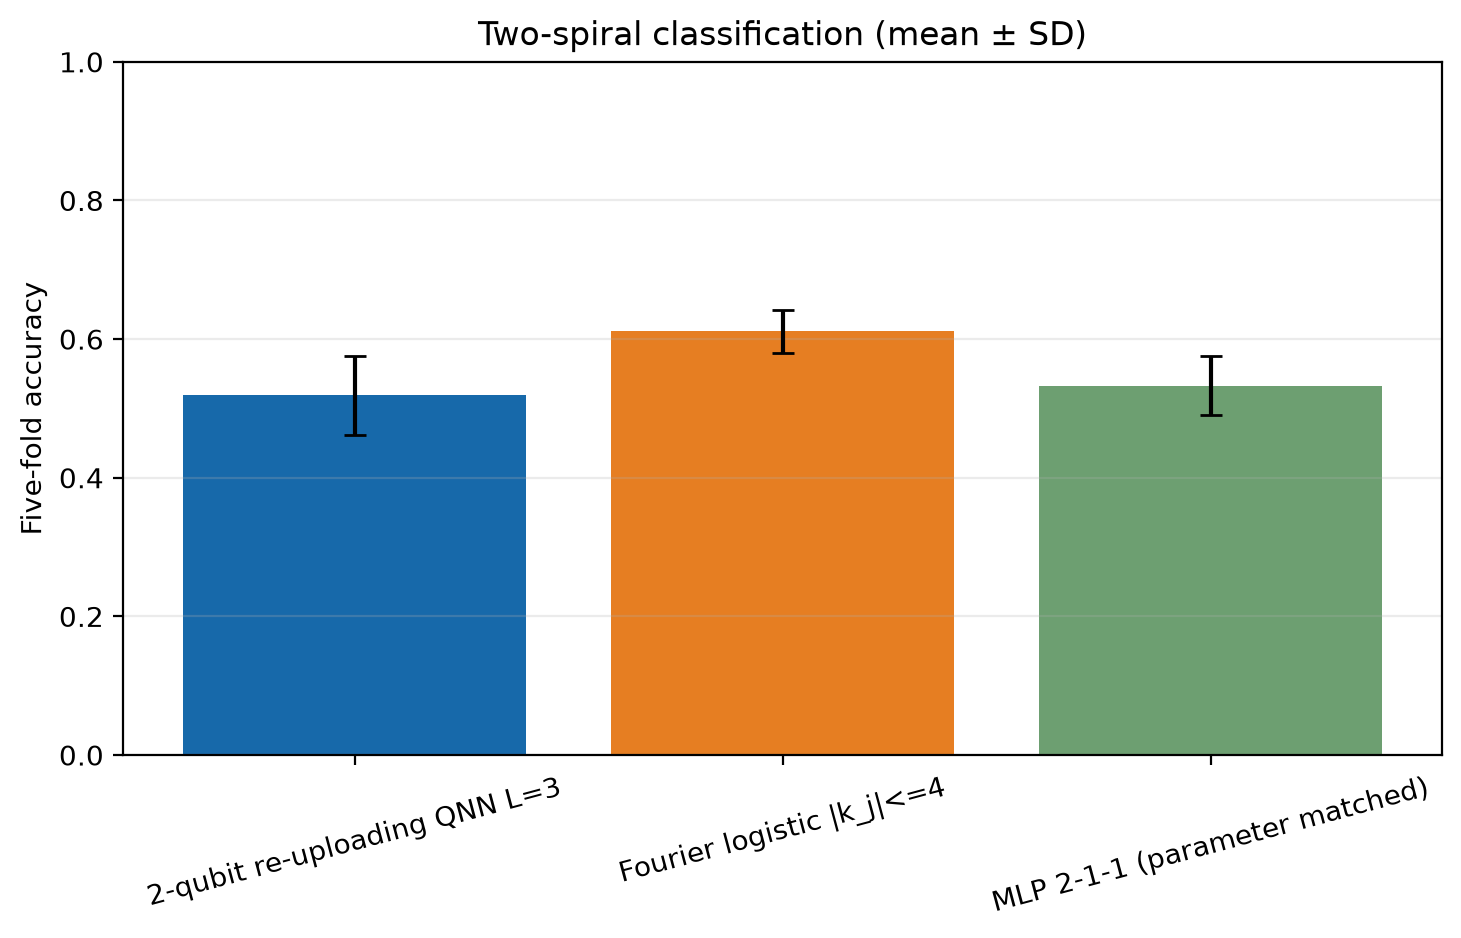 Two-spiral classification (mean ± SD)
Five-fold accuracy
1.0
0.8
0.6
0.4
0.2
0.0
2-qubit re-uploading QNN L=3
Fourier logistic |k_j|<=4
MLP 2-1-1 (parameter matched)